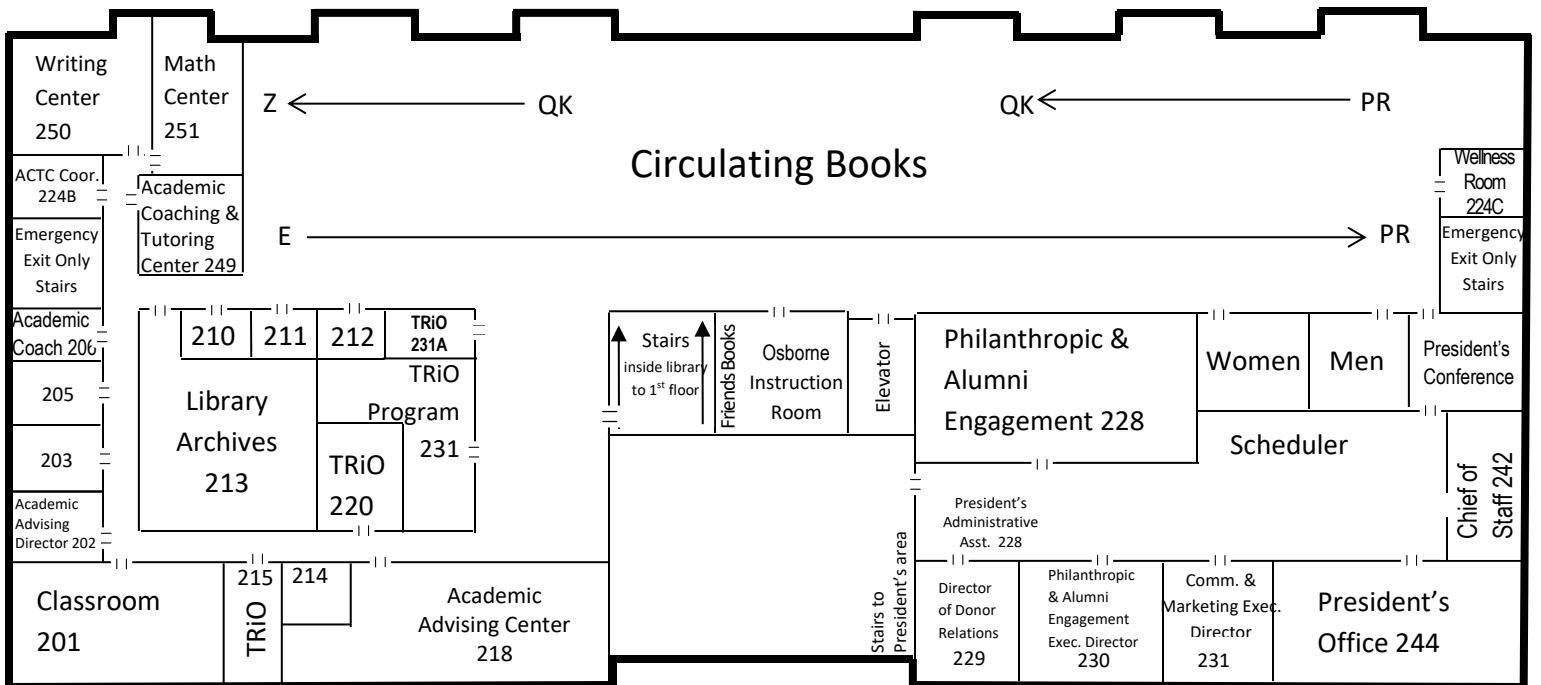 Writing
Center
250
Math
Center
251
Z
QK
QK
PR
Circulating Books
ACTC Coor.
224B
Academic
Coaching &
Tutoring
Center 249
Wellness
Room
224C
Emergency
Exit Only
Stairs
E
PR
Emergency
Exit Only
Stairs
Academic
Coach 206
205
203
Academic
Advising
Director 202
210
211
212
TRiO
231A
Library
Archives
213
TRiO
Program
231
TRiO
220
Stairs
inside library
to 1st floor
Friends Books
Osborne
Instruction
Room
Elevator
Philanthropic &
Alumni
Engagement 228
Women
Men
President's
Conference
Scheduler
Chief of
Staff 242
President's
Administrative
Asst. 228
Classroom
201
215
TRiO
214
Academic
Advising Center
218
Stairs to
President's area
Director
of Donor
Relations
229
Philanthropic
& Alumni
Engagement
Exec. Director
230
Comm. &
Marketing Exec.
Director
231
President's
Office 244